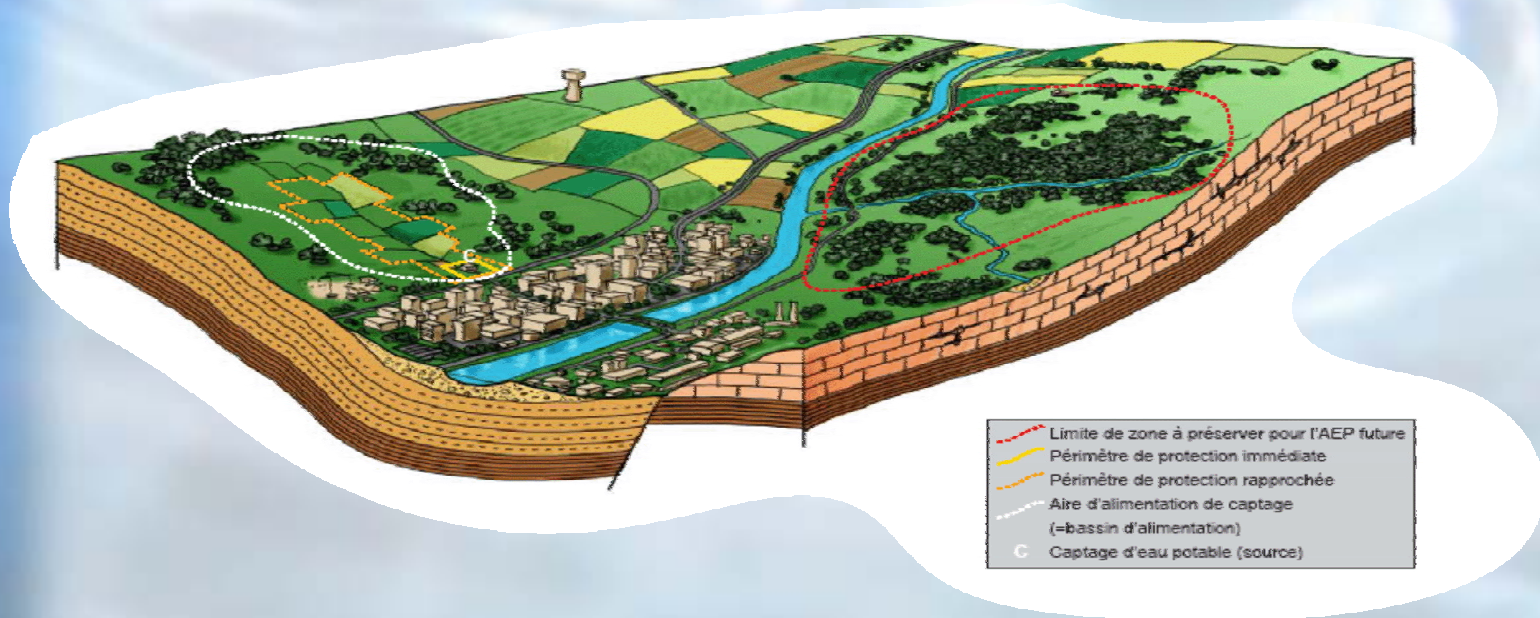 C
Limite de zone à préserver pour l'AEP future
Périmètre de protection immédiate
Périmètre de protection rapprochée
Aire d'alimentation de captage
(=bassin d'alimentation)
C Captage d'eau potable (source)